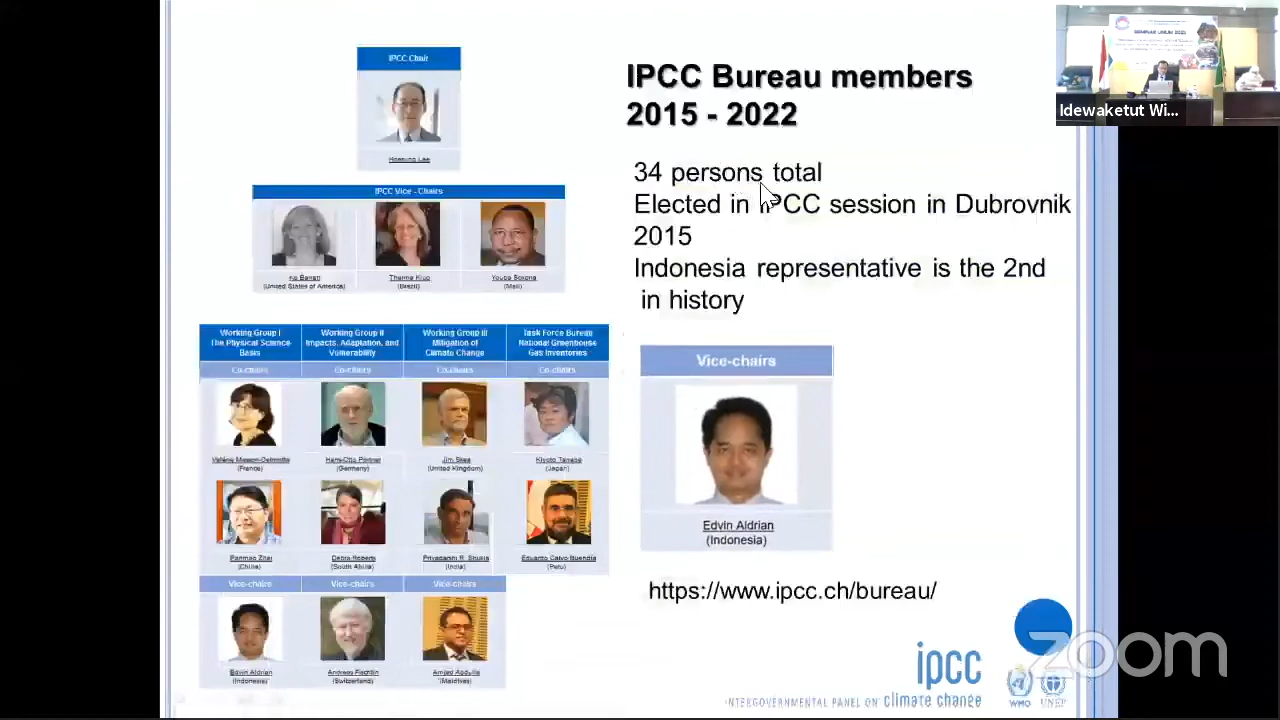 IPCC Chair
Hoesung Lee
IPCC Vice - Chairs
Ko Barrett
(United States of America)
Thelma Krug
(Brazil)
Youba Sokona
(Mali)
Working Group I
The Physical Science
Basis
Working Group II
Impacts, Adaptation, and
Vulnerability
Working Group III
Mitigation of
Climate Change
Task Force Bureau
National Greenhouse
Gas Inventories
Co-chairs
Co-chairs
Co-chairs
Co-chairs
Valérie Masson-Delmotte
(France)
Hans-Otto Pörtner
(Germany)
Jim Skea
(United Kingdom)
Kiyoto Tanabe
(Japan)
Panmao Zhai
(China)
Debra Roberts
(South Africa)
Priyadarshi R. Shukla
(India)
Eduardo Calvo Buendía
(Peru)
Vice-chairs
Vice-chairs
Vice-chairs
Edvin Aldrian
(Indonesia)
Andreas Fischlin
(Switzerland)
Amjad Abdulla
(Maldives)
IPCC Bureau members
2015 - 2022
34 persons total
Elected in IPCC session in Dubrovnik
2015
Indonesia representative is the 2nd
in history
Vice-chairs
Edvin Aldrian
(Indonesia)
https://www.ipcc.ch/bureau/
ipcc
INTERGOVERNMENTAL PANEL ON climate change
WMO
UNEP
zoom
SEMINAR UMUM 2021
Idewaketut Wi...